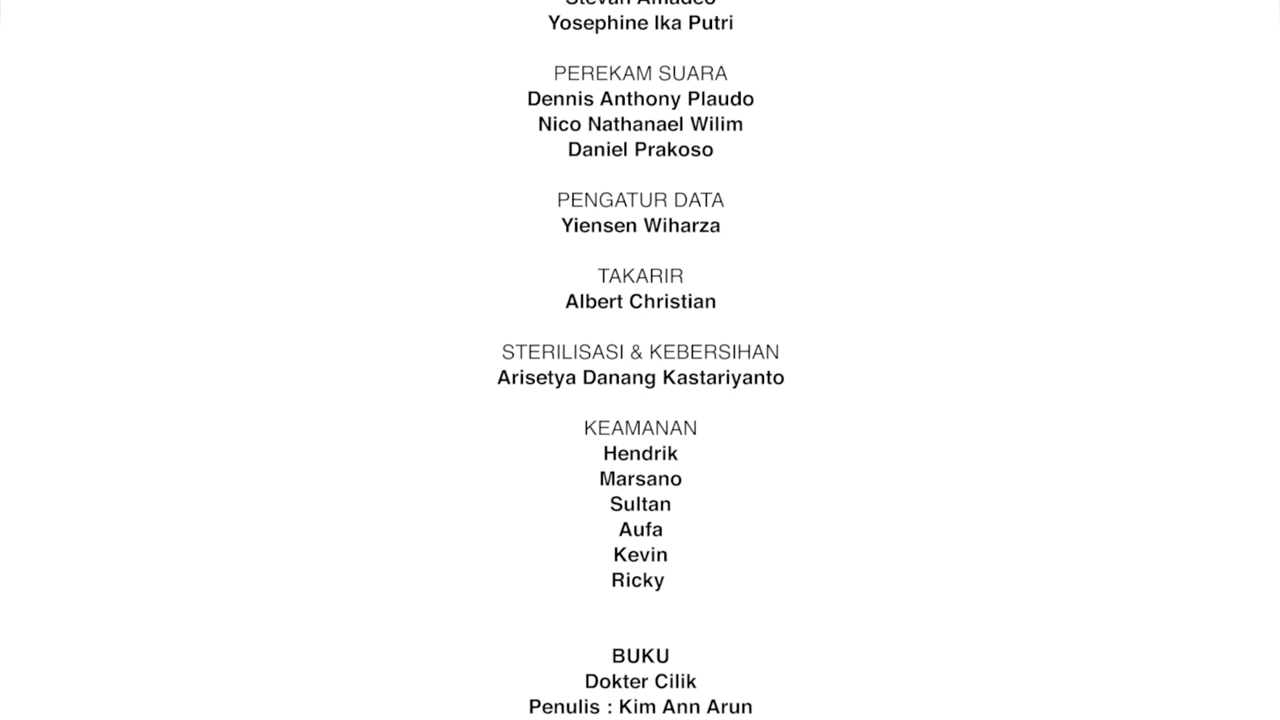 Stevan Amadeo
Yosephine Ika Putri
PEREKAM SUARA
Dennis Anthony Plaudo
Nico Nathanael Wilim
Daniel Prakoso
PENGATUR DATA
Yiensen Wiharza
TAKARIR
Albert Christian
STERILISASI & KEBERSIHAN
Arisetya Danang Kastariyanto
KEAMANAN
Hendrik
Marsano
Sultan
Aufa
Kevin
Ricky
BUKU
Dokter Cilik
Penulis : Kim Ann Arun